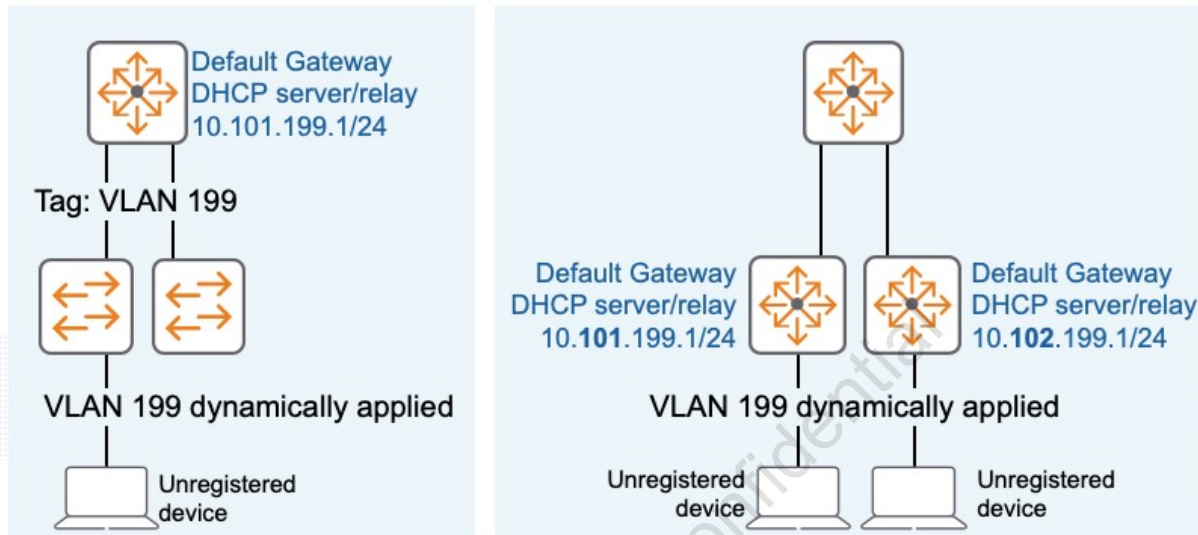 Default Gateway
DHCP server/relay
10.101.199.1/24
Tag: VLAN 199
VLAN 199 dynamically applied
Unregistered
device
Default Gateway
DHCP server/relay
10.101.199.1/24
Default Gateway
DHCP server/relay
10.102.199.1/24
VLAN 199 dynamically applied
Unregistered
device
Unregistered
device
confidential